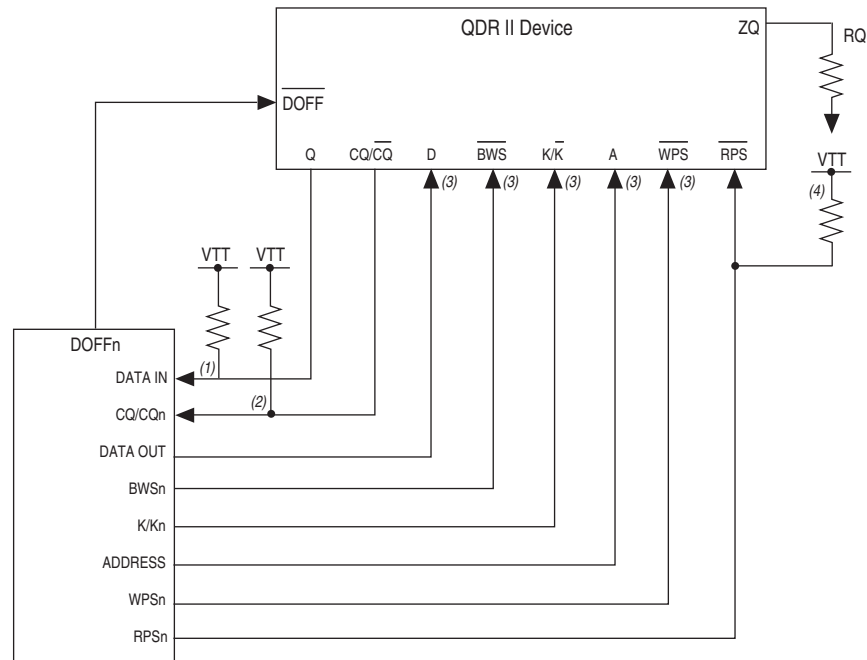 QDR II Device
ZQ
RQ
DOFF
Q
CQ/CQ
D
BWS
K/K
A
WPS
RPS
VTT
(3)
(3)
(3)
(3)
(3)
(4)
VTT
VTT
DOFFn
DATA IN
(1)
CQ/CQn
(2)
DATA OUT
BWSn
K/Kn
ADDRESS
WPSn
RPSn